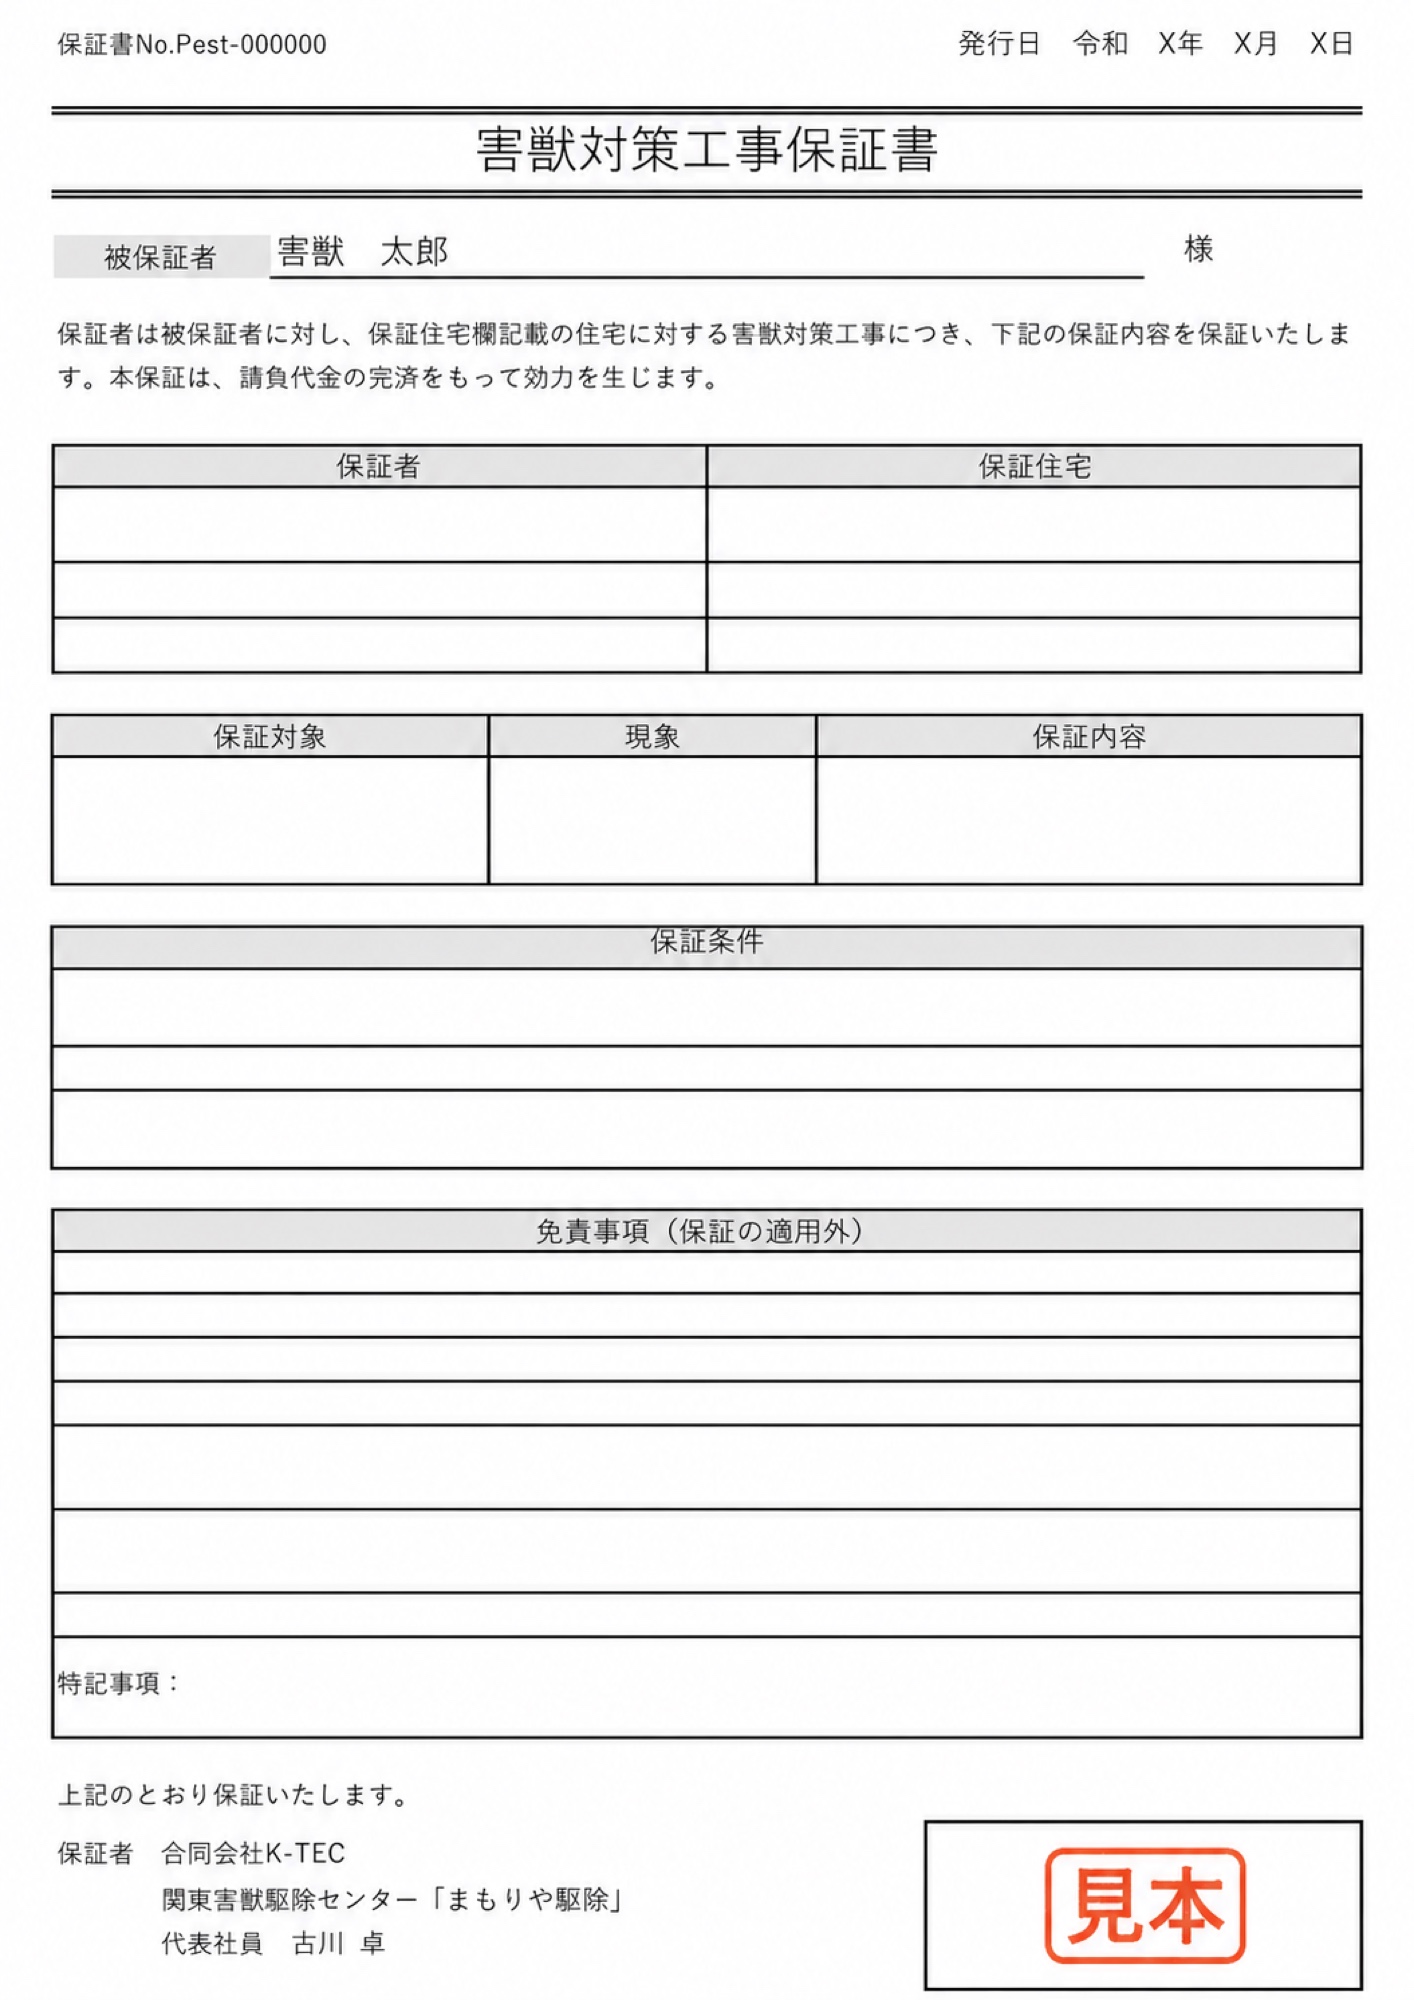 保証書No.Pest-000000
発行日　令和　X年　X月　X日
害獣対策工事保証書
被保証者　害獣　太郎　様
保証者は被保証者に対し、保証住宅欄記載の住宅に対する害獣対策工事につき、下記の保証内容を保証いたしま
す。本保証は、請負代金の完済をもって効力を生じます。
保証者　保証住宅
保証対象　現象　保証内容
保証条件
免責事項（保証の適用外）
特記事項：
上記のとおり保証いたします。
保証者　合同会社K-TEC
関東害獣駆除センター「まもりや駆除」
代表社員　古川 卓
見本